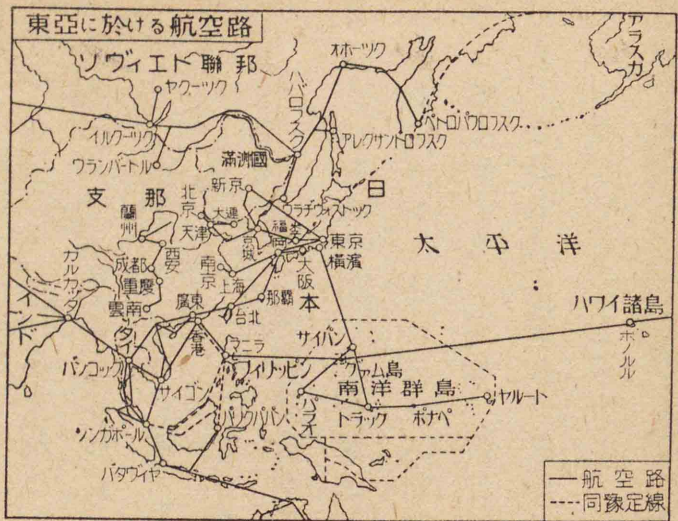 東亞に於ける航空路
アラスカ
オホーツク
ソヴィエト聯邦
ヤクーツク
ハバロフスク
ペトロパウロフスク
イルクーツク
アレクサンドロフスク
ウランバートル
滿洲國
新京
ウラヂウォストック
支那
北京
大連
天津
京城
福岡
日本
東京
橫濱
大阪
太平洋
蘭州
西安
成都
重慶
雲南
南京
上海
那覇
台北
廣東
香港
カルカッタ
インド
タイ
バンコック
サイゴン
マニラ
フィリッピン
サイパン
グァム島
ハワイ諸島
ホノルル
南洋群島
パラオ
トラック
ポナペ
ヤルート
シンガポール
バリクパパン
バタヴィヤ
航空路
同豫定線